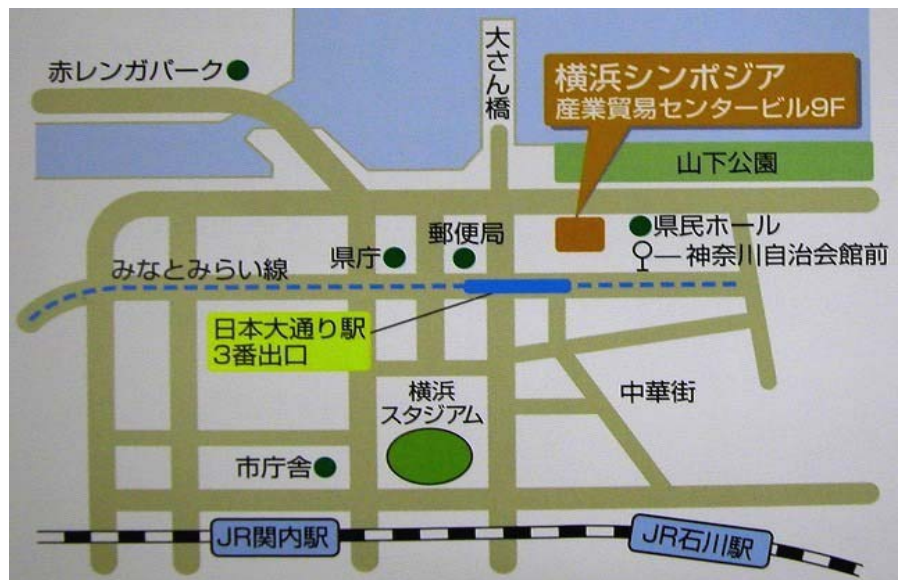 赤レンガパーク
大さん橋
横浜シンポジア
産業貿易センタービル9F
山下公園
県民ホール
神奈川自治会館前
郵便局
県庁
みなとみらい線
日本大通り駅
3番出口
横浜
スタジアム
中華街
市庁舎
JR関内駅
JR石川駅